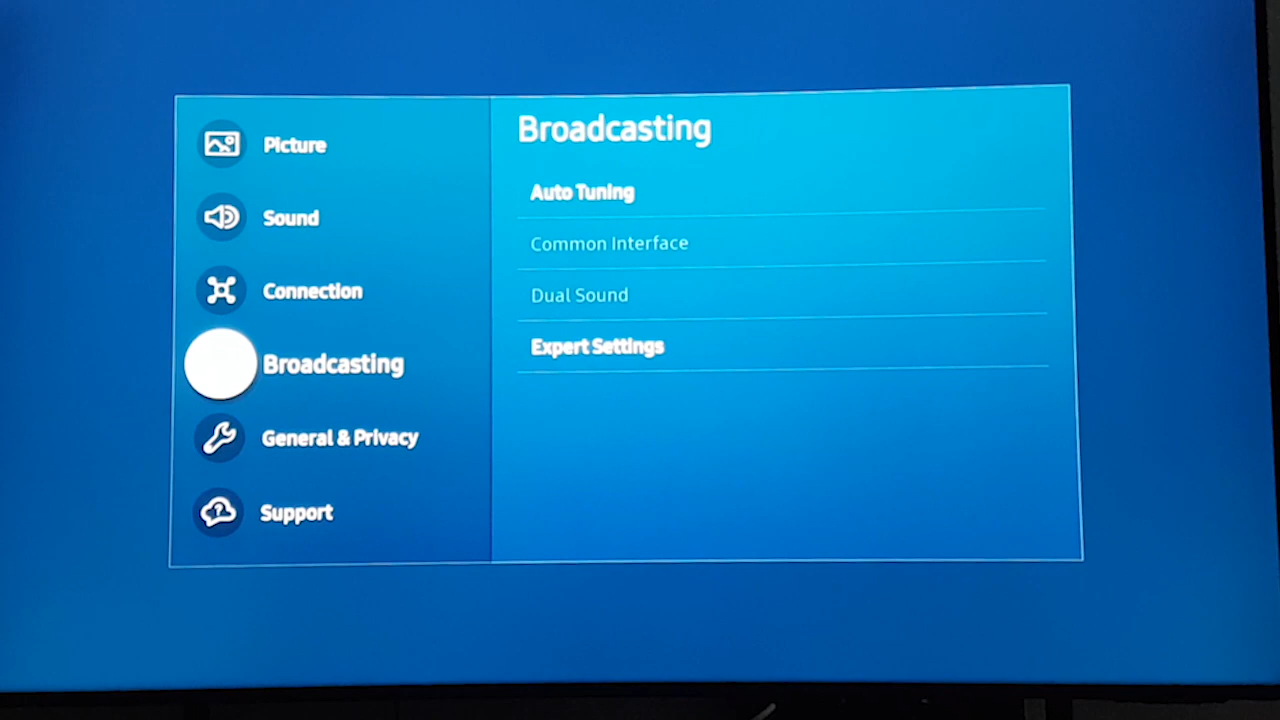 Picture
Sound
Connection
Broadcasting
General & Privacy
Support
Broadcasting
Auto Tuning
Common Interface
Dual Sound
Expert Settings